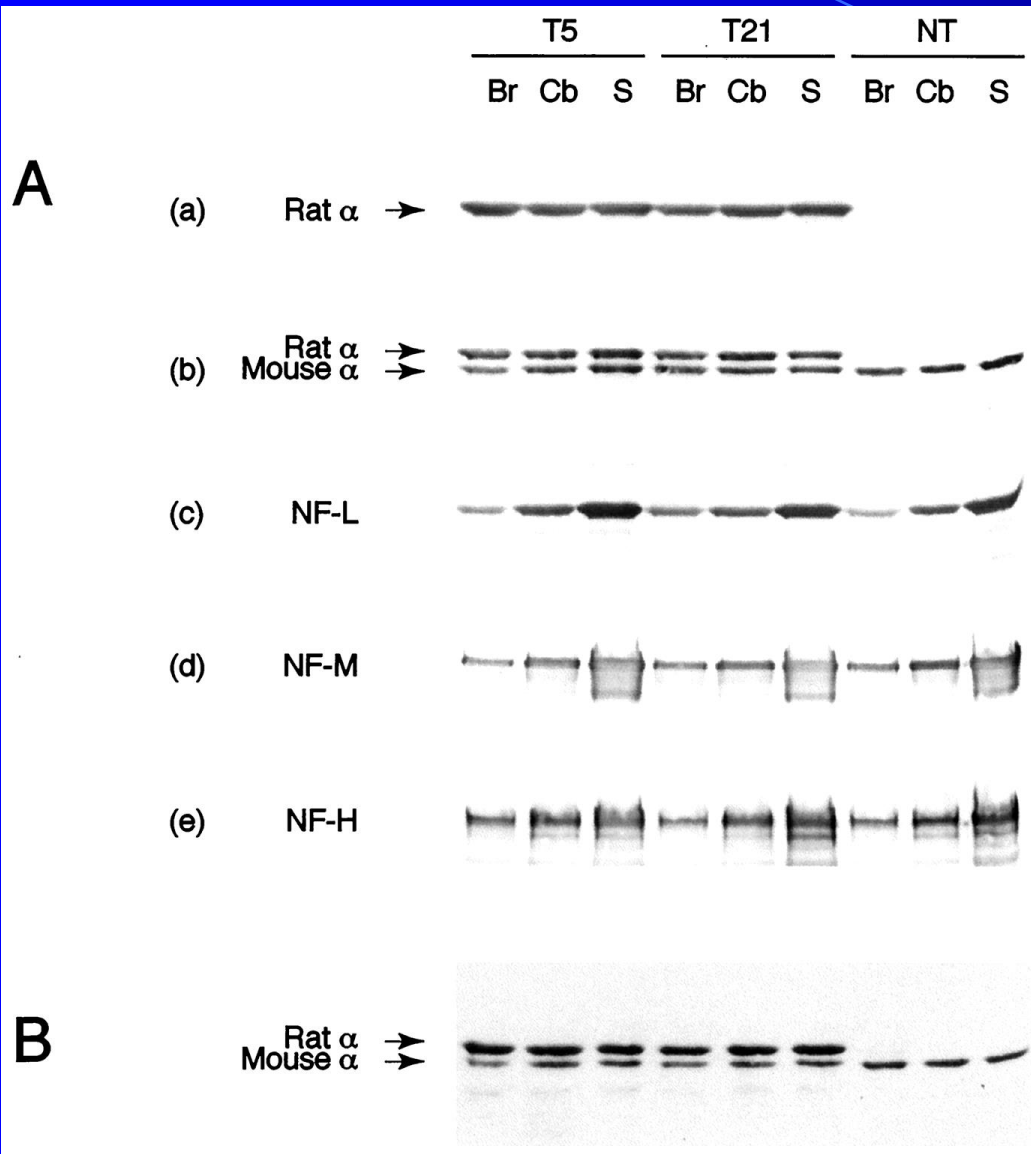 T5 T21 NT
Br Cb S Br Cb S Br Cb S
A
(a) Rat α
Rat α
(b) Mouse α
(c) NF-L
(d) NF-M
(e) NF-H
B
Rat α
Mouse α